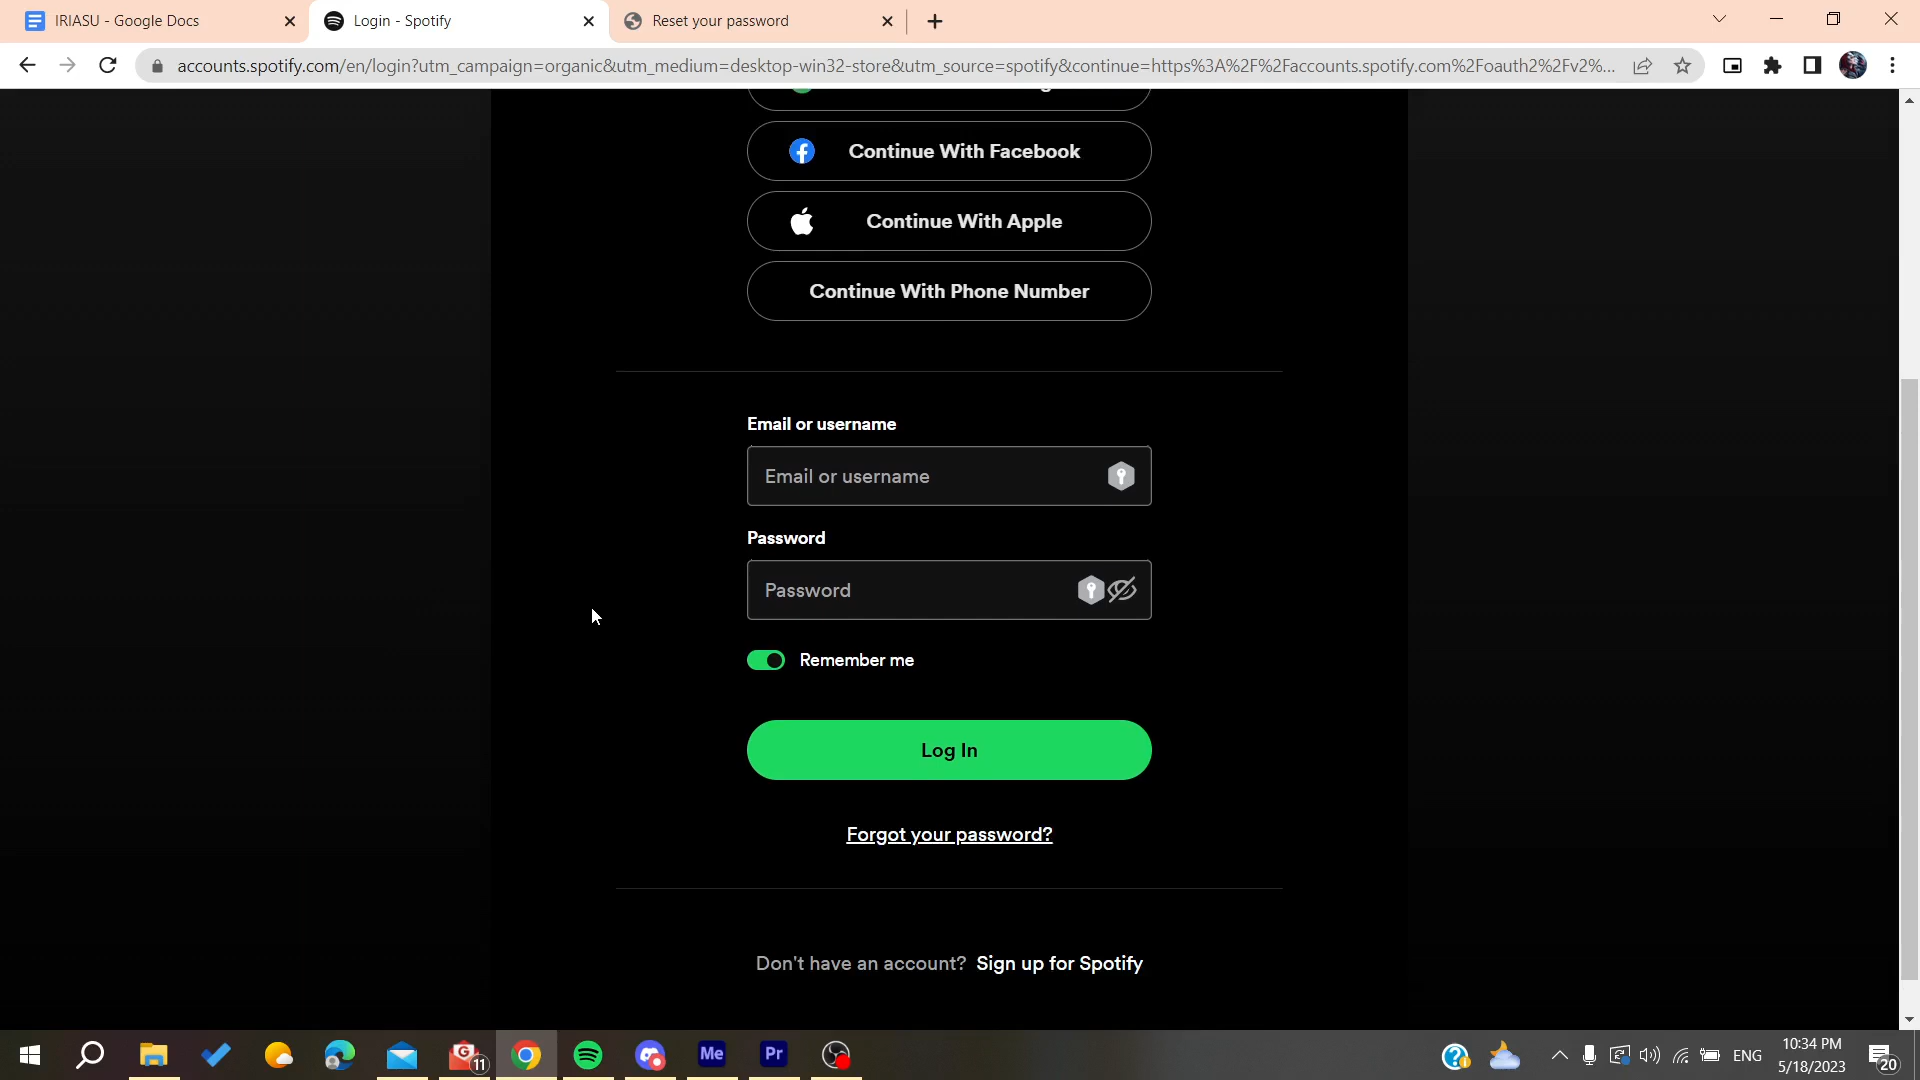 IRIASU - Google Docs
Login - Spotify
Reset your password
accounts.spotify.com/en/login?utm_campaign=organic&utm_medium=desktop-win32-store&utm_source=spotify&continue=https%3A%2F%2Faccounts.spotify.com%2Foauth2%2Fv2%...
Continue With Facebook
Continue With Apple
Continue With Phone Number
Email or username
Email or username
Password
Password
Remember me
Log In
Forgot your password?
Don't have an account? Sign up for Spotify
11
Me
Pr
ENG
10:34 PM
5/18/2023
20